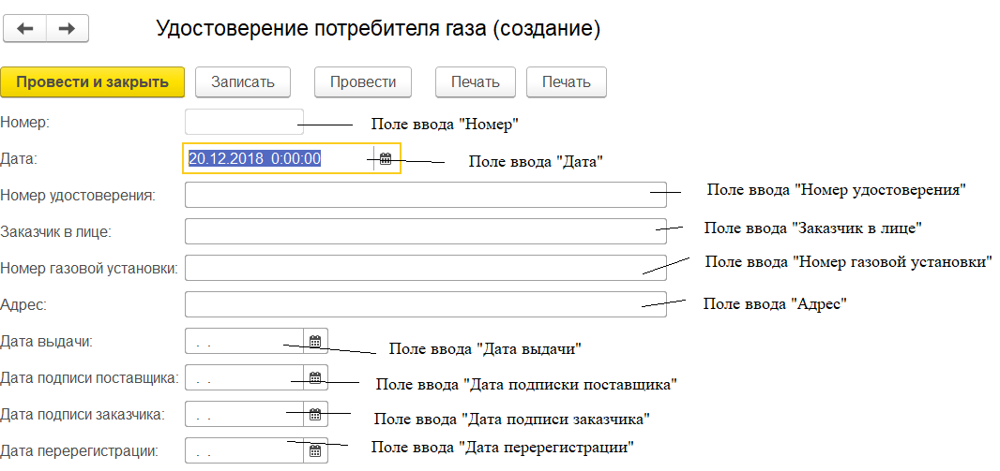 Удостоверение потребителя газа (создание)
Провести и закрыть Записать Провести Печать Печать
Номер: Поле ввода "Номер"
Дата: 20.12.2018 0:00:00 Поле ввода "Дата"
Номер удостоверения: Поле ввода "Номер удостоверения"
Заказчик в лице: Поле ввода "Заказчик в лице"
Номер газовой установки: Поле ввода "Номер газовой установки"
Адрес: Поле ввода "Адрес"
Дата выдачи: . . Поле ввода "Дата выдачи"
Дата подписи поставщика: . . Поле ввода "Дата подписки поставщика"
Дата подписи заказчика: . . Поле ввода "Дата подписи заказчика"
Дата перерегистрации: . . Поле ввода "Дата перерегистрации"